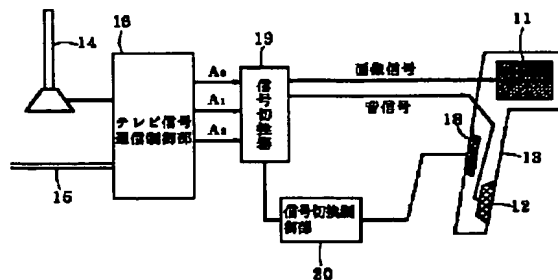 14
16
テレビ信号
通信制御部
15
A₀
A₁
A₂
19
信号切換器
画像信号
音信号
11
18
13
12
信号切換制
御部
20